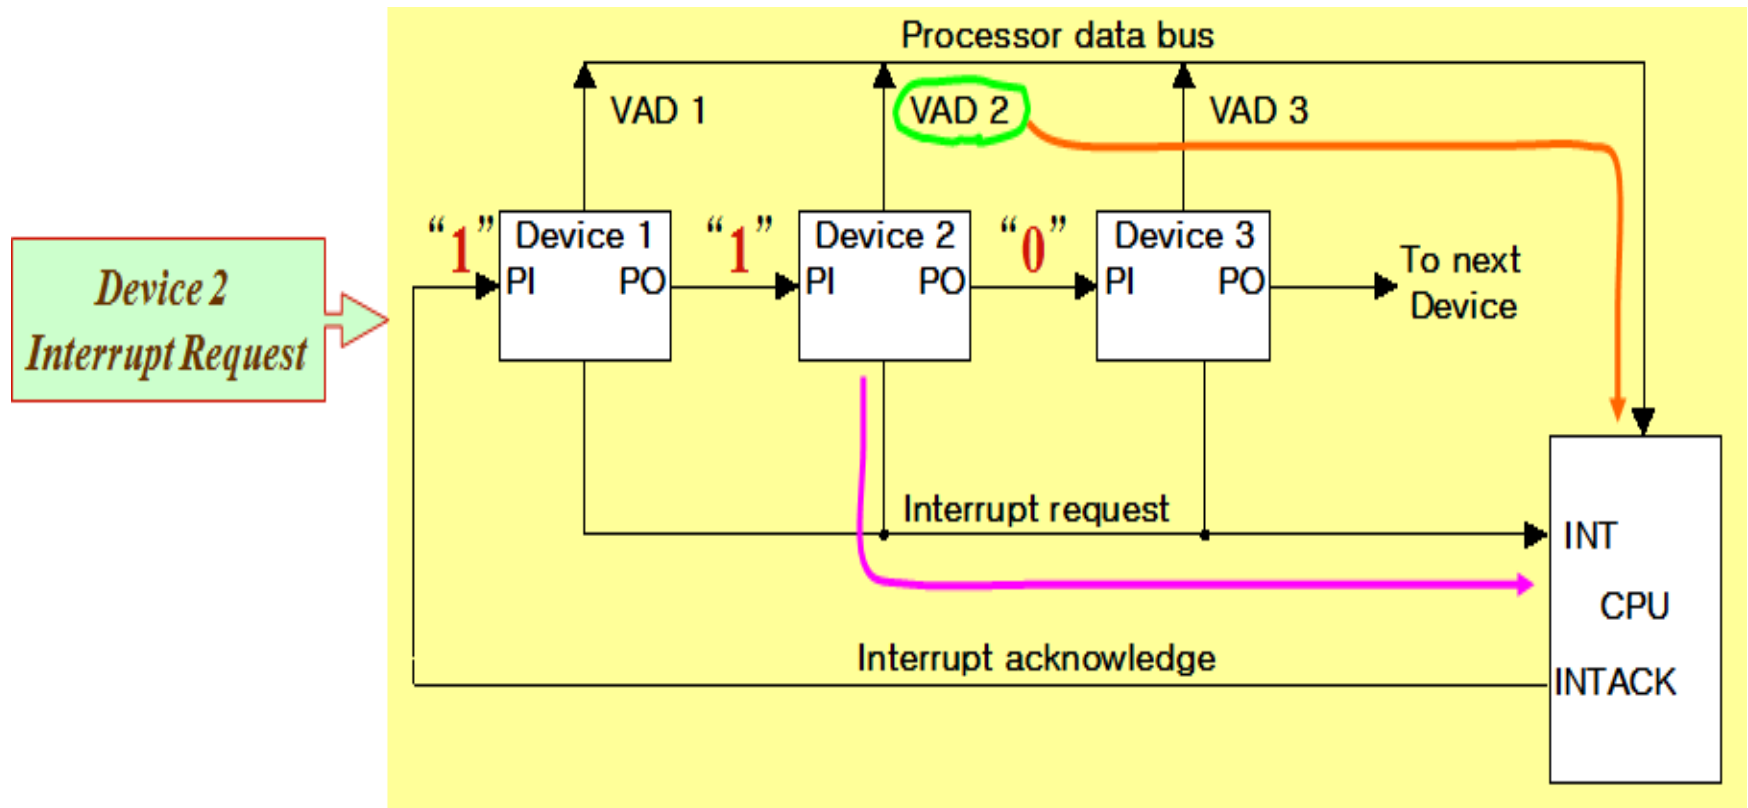 Processor data bus
VAD 1
VAD 2
VAD 3
“1”
Device 1
“1”
Device 2
“0”
Device 3
PI
PO
PI
PO
PI
PO
To next
Device
Device 2
Interrupt Request
Interrupt request
INT
CPU
Interrupt acknowledge
INTACK